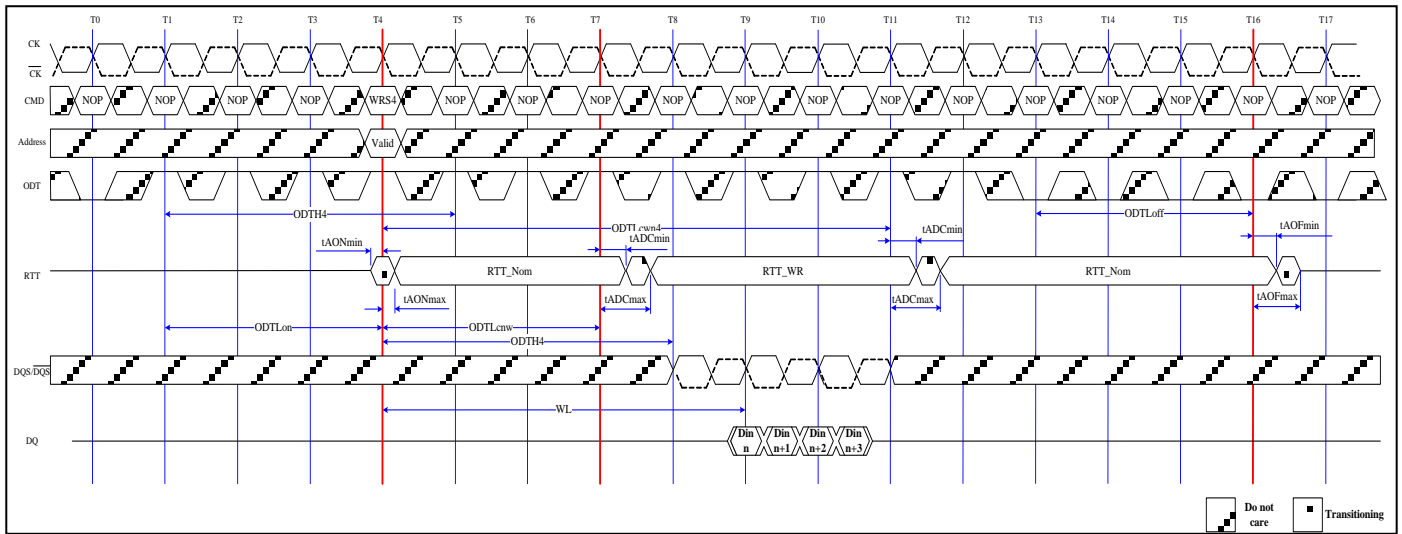 T0 T1 T2 T3 T4 T5 T6 T7 T8 T9 T10 T11 T12 T13 T14 T15 T16 T17
CK
CK
CMD NOP NOP NOP NOP WRS4 NOP NOP NOP NOP NOP NOP NOP NOP NOP NOP NOP NOP NOP
Address Valid
ODT
ODTH4 ODTLoff
ODTLcwn4
tAONmin tADCmin tADCmin tAOFmin
RTT RTT_Nom RTT_WR RTT_Nom
tAONmax tADCmax tADCmax tAOFmax
ODTLon ODTLcnw
ODTH4
DQS/DQS
WL
DQ Din n Din n+1 Din n+2 Din n+3
Do not care Transitioning